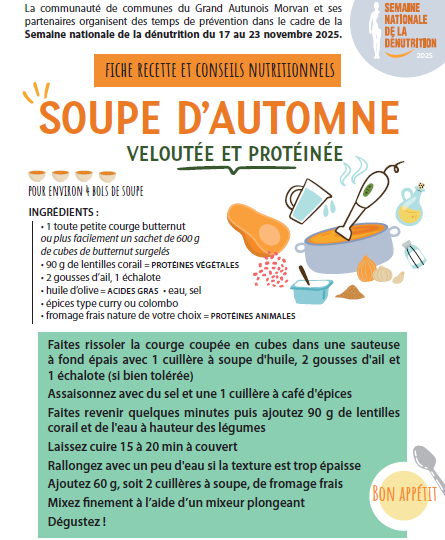 La communauté de communes du Grand Autunois Morvan et ses
partenaires organisent des temps de prévention dans le cadre de la
Semaine nationale de la dénutrition du 17 au 23 novembre 2025.
SEMAINE
NATIONALE
DE LA
DÉNUTRITION
2025
FICHE RECETTE ET CONSEILS NUTRITIONNELS
SOUPE D'AUTOMNE
VELOUTÉE ET PROTÉINÉE
POUR ENVIRON 4 BOLS DE SOUPE
INGRÉDIENTS :
• 1 toute petite courge butternut
ou plus facilement un sachet de 600 g
de cubes de butternut surgelés
• 90 g de lentilles corail = PROTÉINES VÉGÉTALES
• 2 gousses d'ail, 1 échalote
• huile d'olive = ACIDES GRAS • eau, sel
• épices type curry ou colombo
• fromage frais nature de votre choix = PROTÉINES ANIMALES
Faites rissoler la courge coupée en cubes dans une sauteuse
à fond épais avec 1 cuillère à soupe d'huile, 2 gousses d'ail et
1 échalote (si bien tolérée)
Assaisonnez avec du sel et une 1 cuillère à café d'épices
Faites revenir quelques minutes puis ajoutez 90 g de lentilles
corail et de l'eau à hauteur des légumes
Laissez cuire 15 à 20 min à couvert
Rallongez avec un peu d'eau si la texture est trop épaisse
Ajoutez 60 g, soit 2 cuillères à soupe, de fromage frais
Mixez finement à l'aide d'un mixeur plongeant
Dégustez !
BON APPÉTIT